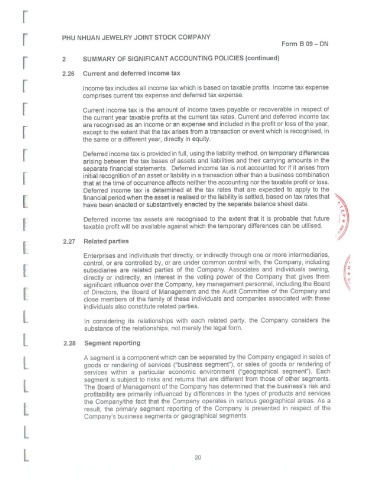 PHU NHUAN JEWELRY JOINT STOCK COMPANY
Form B 09 – DN
2 SUMMARY OF SIGNIFICANT ACCOUNTING POLICIES (continued)
2.26 Current and deferred income tax
Income tax includes all income tax which is based on taxable profits. Income tax expense
comprises current tax expense and deferred tax expense.
Current income tax is the amount of income taxes payable or recoverable in respect of
the current year taxable profits at the current tax rates. Current and deferred income tax
are recognised as an income or an expense and included in the profit or loss of the year,
except to the extent that the tax arises from a transaction or event which is recognised, in
the same or a different year, directly in equity.
Deferred income tax is provided in full, using the liability method, on temporary differences
arising between the tax bases of assets and liabilities and their carrying amounts in the
separate financial statements. Deferred income tax is not accounted for if it arises from
initial recognition of an asset or liability in a transaction other than a business combination
that at the time of occurrence affects neither the accounting nor the taxable profit or loss.
Deferred income tax is determined at the tax rates that are expected to apply to the
financial period when the asset is realised or the liability is settled, based on tax rates that
have been enacted or substantively enacted by the separate balance sheet date.
Deferred income tax assets are recognised to the extent that it is probable that future
taxable profit will be available against which the temporary differences can be utilised.
2.27 Related parties
Enterprises and individuals that directly, or indirectly through one or more intermediaries,
control, or are controlled by, or are under common control with, the Company, including
subsidiaries are related parties of the Company. Associates and individuals owning,
directly or indirectly, an interest in the voting power of the Company that gives them
significant influence over the Company, key management personnel, including the Board
of Directors, the Board of Management and the Audit Committee of the Company and
close members of the family of these individuals and companies associated with these
individuals also constitute related parties.
In considering its relationships with each related party, the Company considers the
substance of the relationships, not merely the legal form.
2.28 Segment reporting
A segment is a component which can be separated by the Company engaged in sales of
goods or rendering of services ("business segment"), or sales of goods or rendering of
services within a particular economic environment ("geographical segment"). Each
segment is subject to risks and returns that are different from those of other segments.
The Board of Management of the Company has determined that the business's risk and
profitability are primarily influenced by differences in the types of products and services
the Company/the fact that the Company operates in various geographical areas. As a
result, the primary segment reporting of the Company is presented in respect of the
Company's business segments or geographical segments.
20